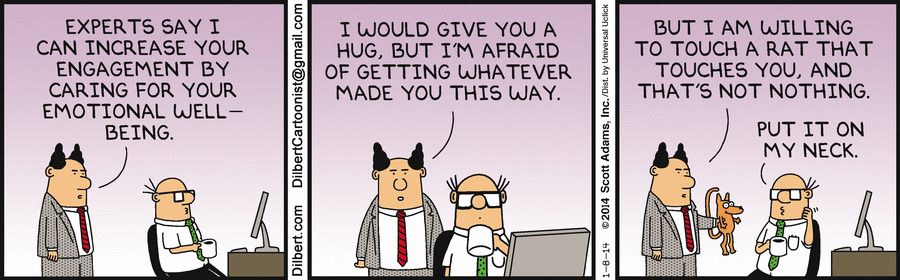 EXPERTS SAY I
CAN INCREASE YOUR
ENGAGEMENT BY
CARING FOR YOUR
EMOTIONAL WELL—
BEING.
Dilbert.com DilbertCartoonist@gmail.com
I WOULD GIVE YOU A
HUG, BUT I'M AFRAID
OF GETTING WHATEVER
MADE YOU THIS WAY.
1-8-14 © 2014 Scott Adams, Inc. /Dist. by Universal Uclick
BUT I AM WILLING
TO TOUCH A RAT THAT
TOUCHES YOU, AND
THAT'S NOT NOTHING.
PUT IT ON
MY NECK.